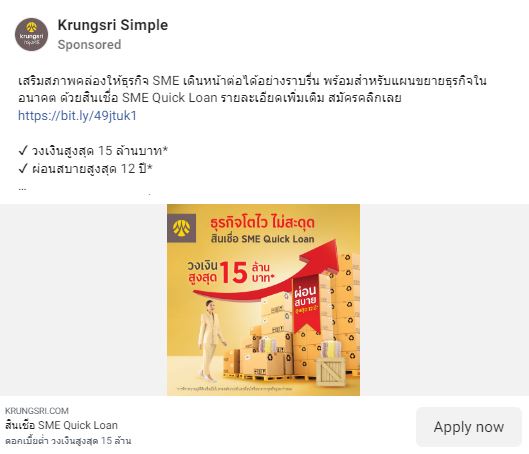 krungsri
กรุงศรี
Krungsri Simple
Sponsored
เสริมสภาพคล่องให้ธุรกิจ SME เดินหน้าต่อได้อย่างราบรื่น พร้อมสำหรับแผนขยายธุรกิจใน
อนาคต ด้วยสินเชื่อ SME Quick Loan รายละเอียดเพิ่มเติม สมัครคลิกเลย
https://bit.ly/49jtuk1
✓ วงเงินสูงสุด 15 ล้านบาท*
✓ ผ่อนสบายสูงสุด 12 ปี*
...
ธุรกิจโตไว ไม่สะดุด
สินเชื่อ SME Quick Loan
วงเงิน
สูงสุด 15 ล้าน
บาท*
ผ่อน
สบาย
สูงสุด 12 ปี*
KRUNGSRI.COM
สินเชื่อ SME Quick Loan
ดอกเบี้ยต่ำ วงเงินสูงสุด 15 ล้าน
Apply now